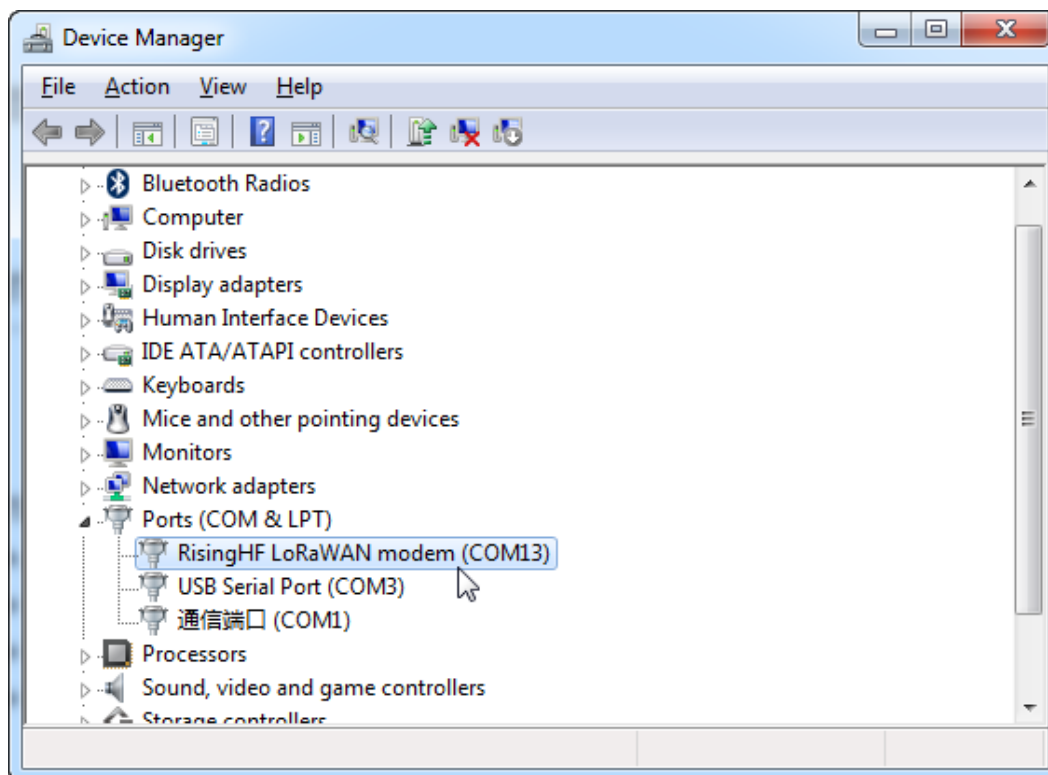 Device Manager
File Action View Help
Bluetooth Radios
Computer
Disk drives
Display adapters
Human Interface Devices
IDE ATA/ATAPI controllers
Keyboards
Mice and other pointing devices
Monitors
Network adapters
Ports (COM & LPT)
RisingHF LoRaWAN modem (COM13)
USB Serial Port (COM3)
通信端口 (COM1)
Processors
Sound, video and game controllers
Storage controllers